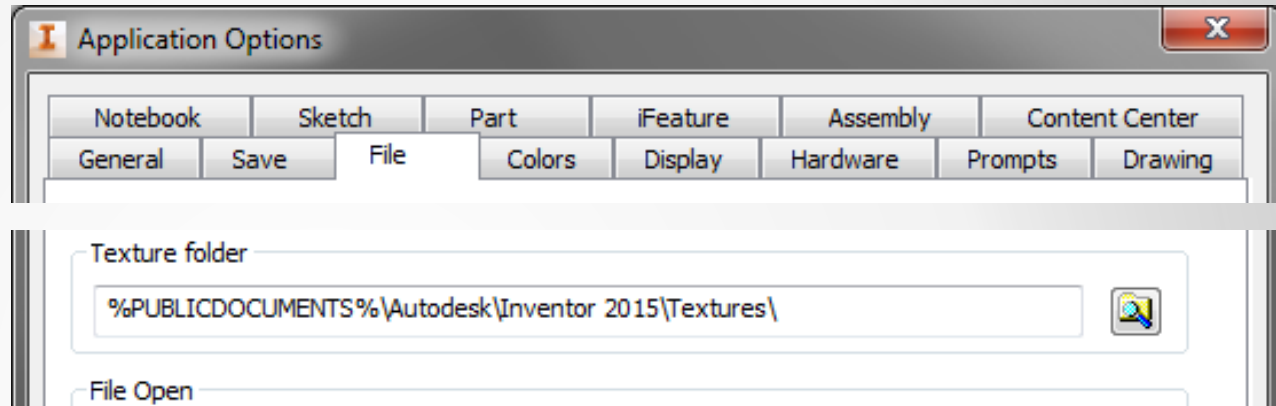 Application Options
Notebook Sketch Part iFeature Assembly Content Center
General Save File Colors Display Hardware Prompts Drawing
Texture folder
%PUBLICDOCUMENTS%\Autodesk\Inventor 2015\Textures\
File Open